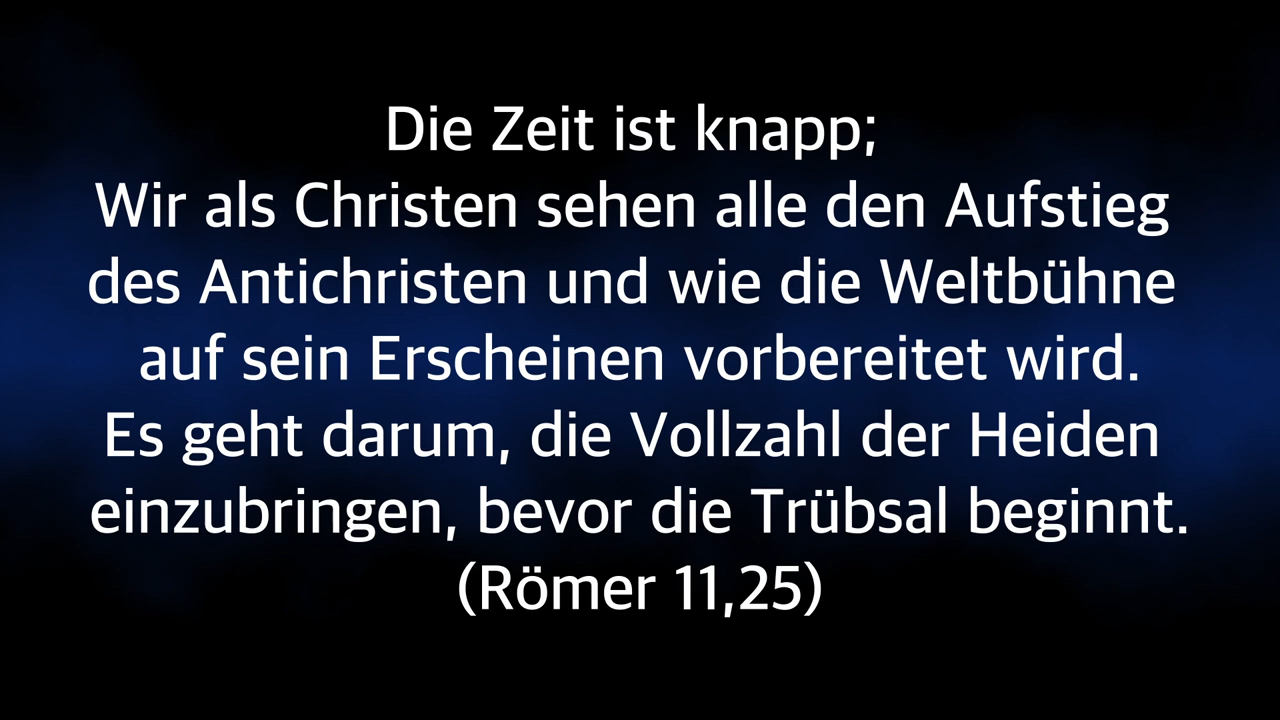 Die Zeit ist knapp;
Wir als Christen sehen alle den Aufstieg
des Antichristen und wie die Weltbühne
auf sein Erscheinen vorbereitet wird.
Es geht darum, die Vollzahl der Heiden
einzubringen, bevor die Trübsal beginnt.
(Römer 11,25)